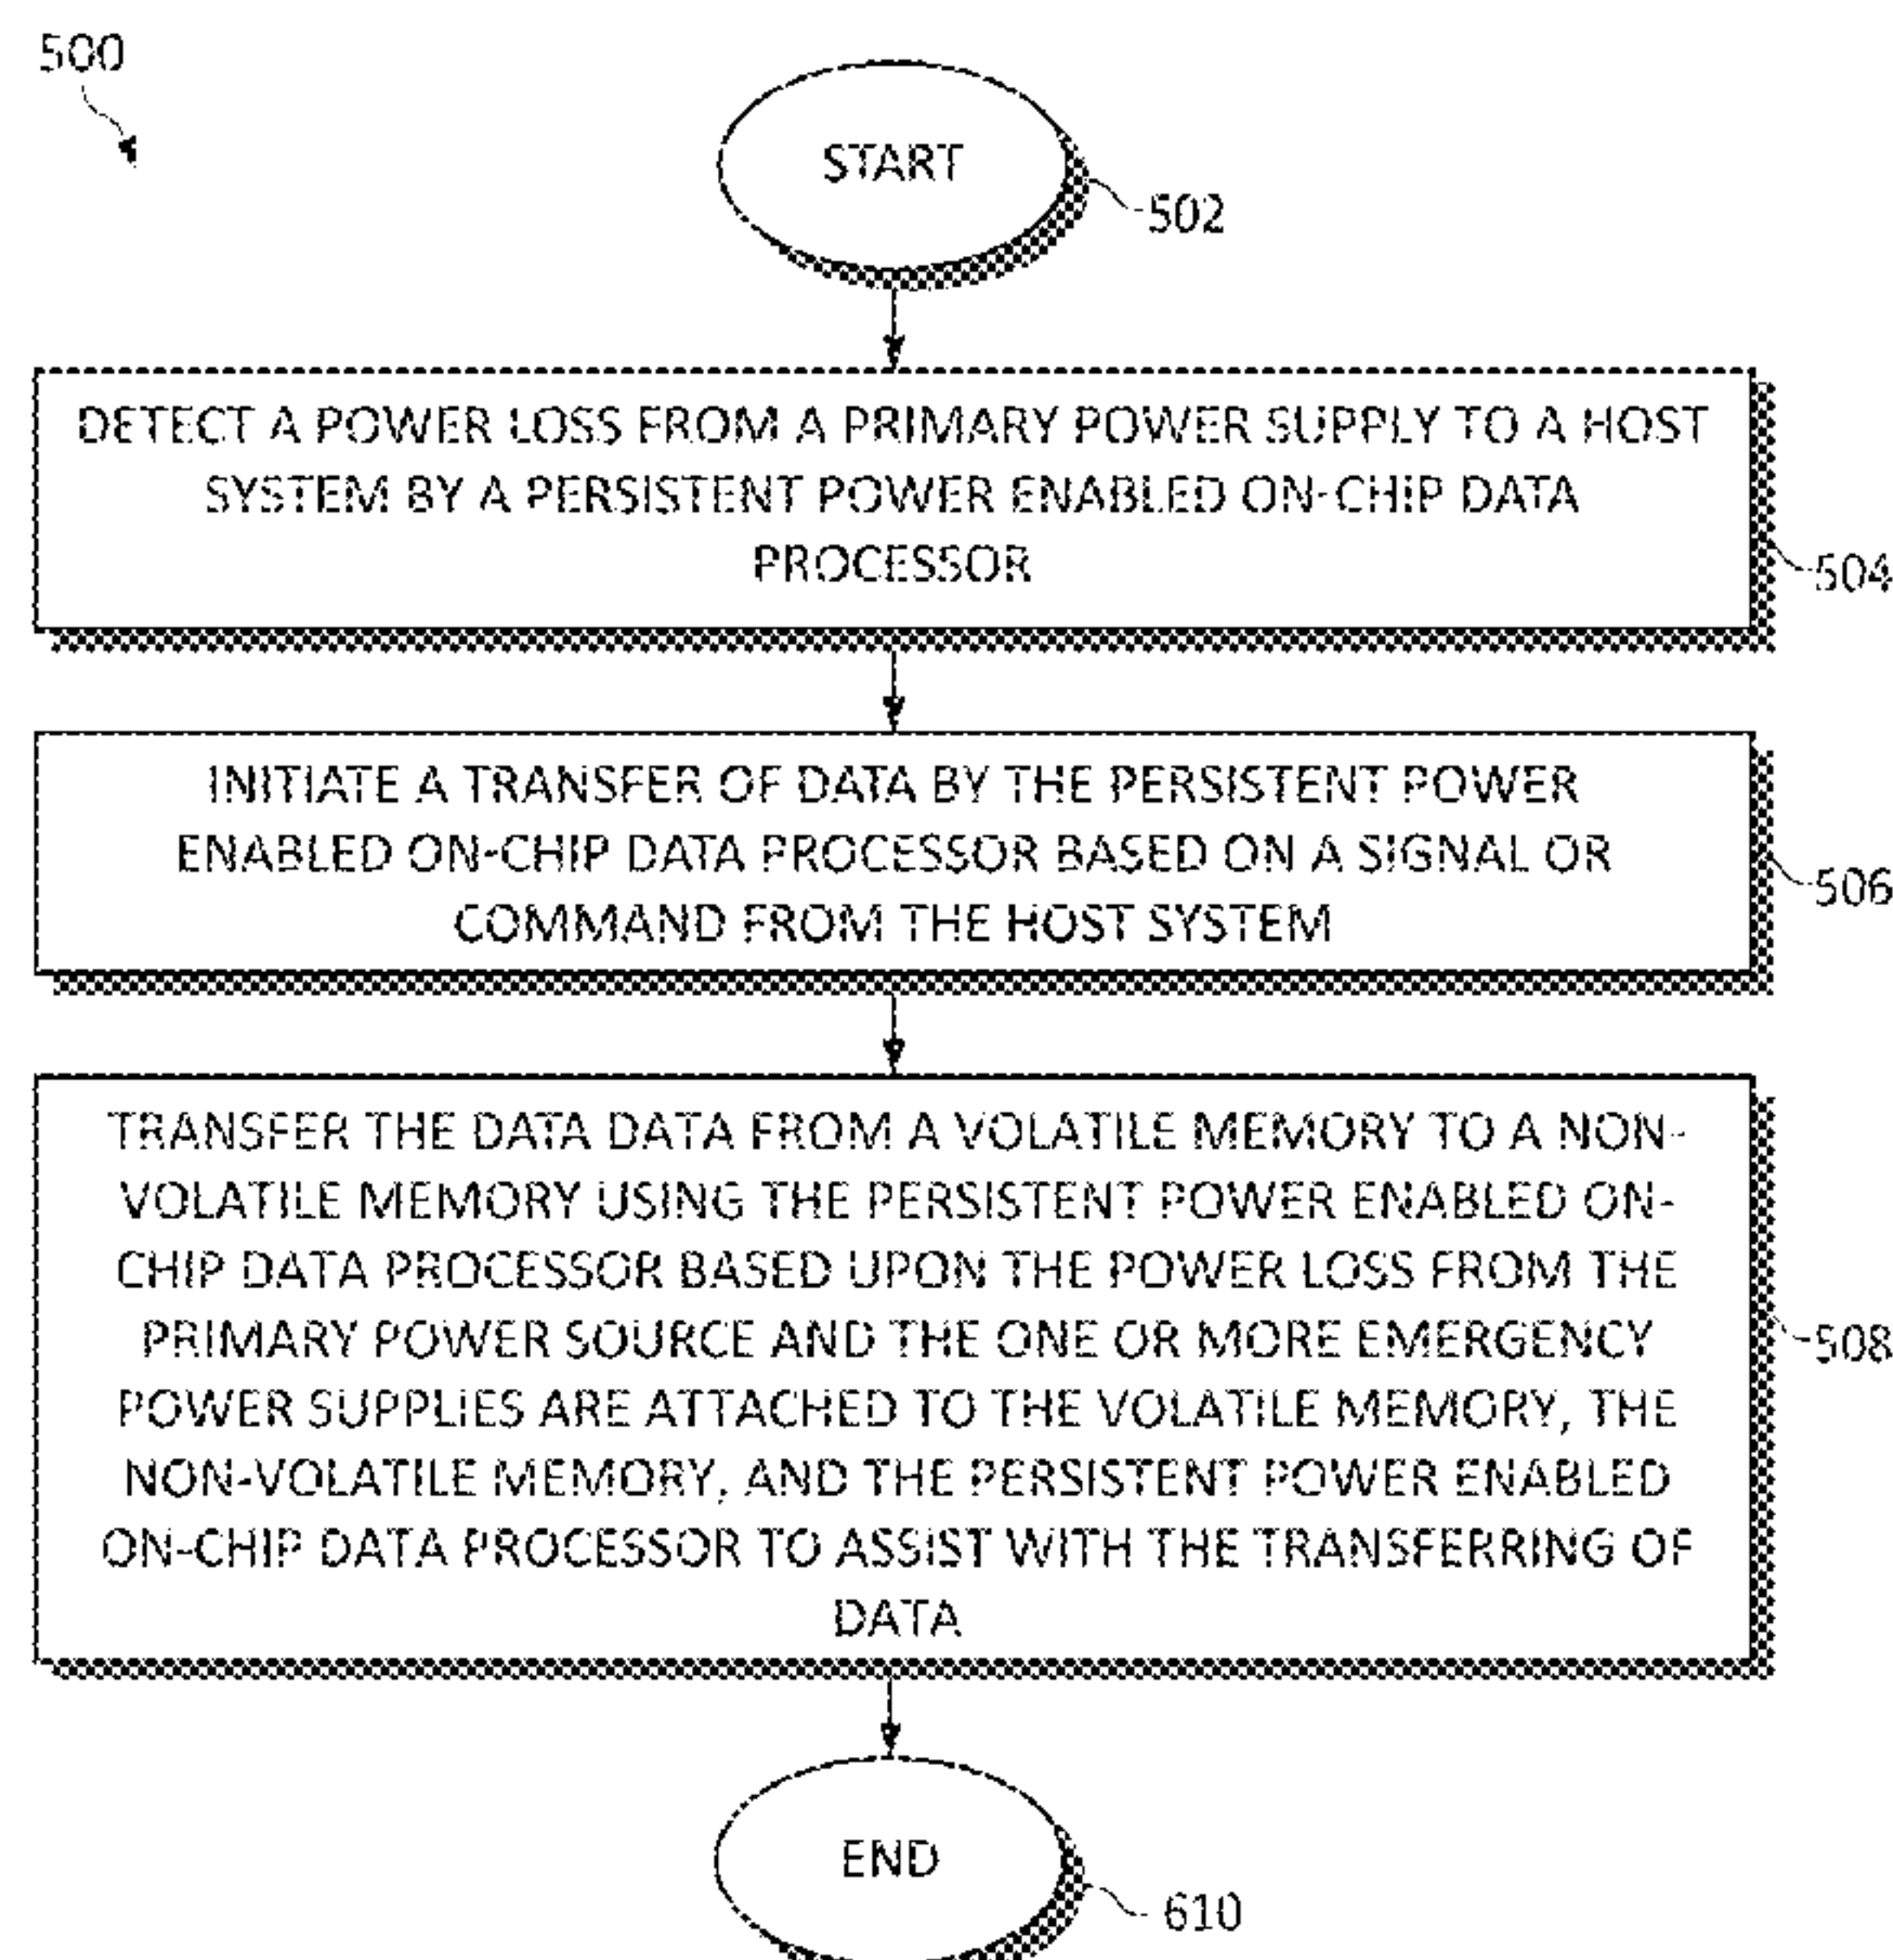 500
START
502
DETECT A POWER LOSS FROM A PRIMARY POWER SUPPLY TO A HOST
SYSTEM BY A PERSISTENT POWER ENABLED ON-CHIP DATA
PROCESSOR
504
INITIATE A TRANSFER OF DATA BY THE PERSISTENT POWER
ENABLED ON-CHIP DATA PROCESSOR BASED ON A SIGNAL OR
COMMAND FROM THE HOST SYSTEM
506
TRANSFER THE DATA DATA FROM A VOLATILE MEMORY TO A NON-
VOLATILE MEMORY USING THE PERSISTENT POWER ENABLED ON-
CHIP DATA PROCESSOR BASED UPON THE POWER LOSS FROM THE
PRIMARY POWER SOURCE AND THE ONE OR MORE EMERGENCY
POWER SUPPLIES ARE ATTACHED TO THE VOLATILE MEMORY, THE
NON-VOLATILE MEMORY, AND THE PERSISTENT POWER ENABLED
ON-CHIP DATA PROCESSOR TO ASSIST WITH THE TRANSFERRING OF
DATA
508
END
610